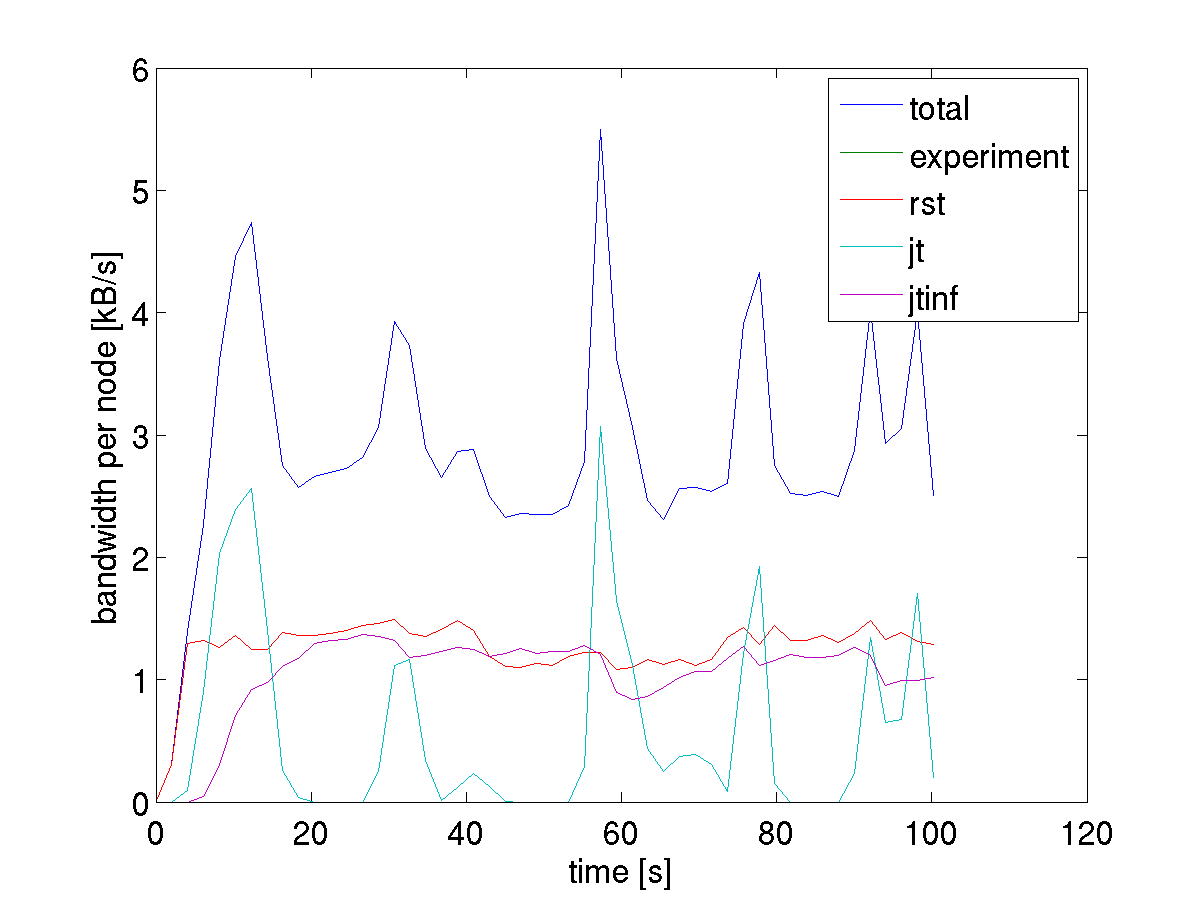 6
5
4
3
2
1
0
0 20 40 60 80 100 120
bandwidth per node [kB/s]
time [s]
total
experiment
rst
jt
jtinf